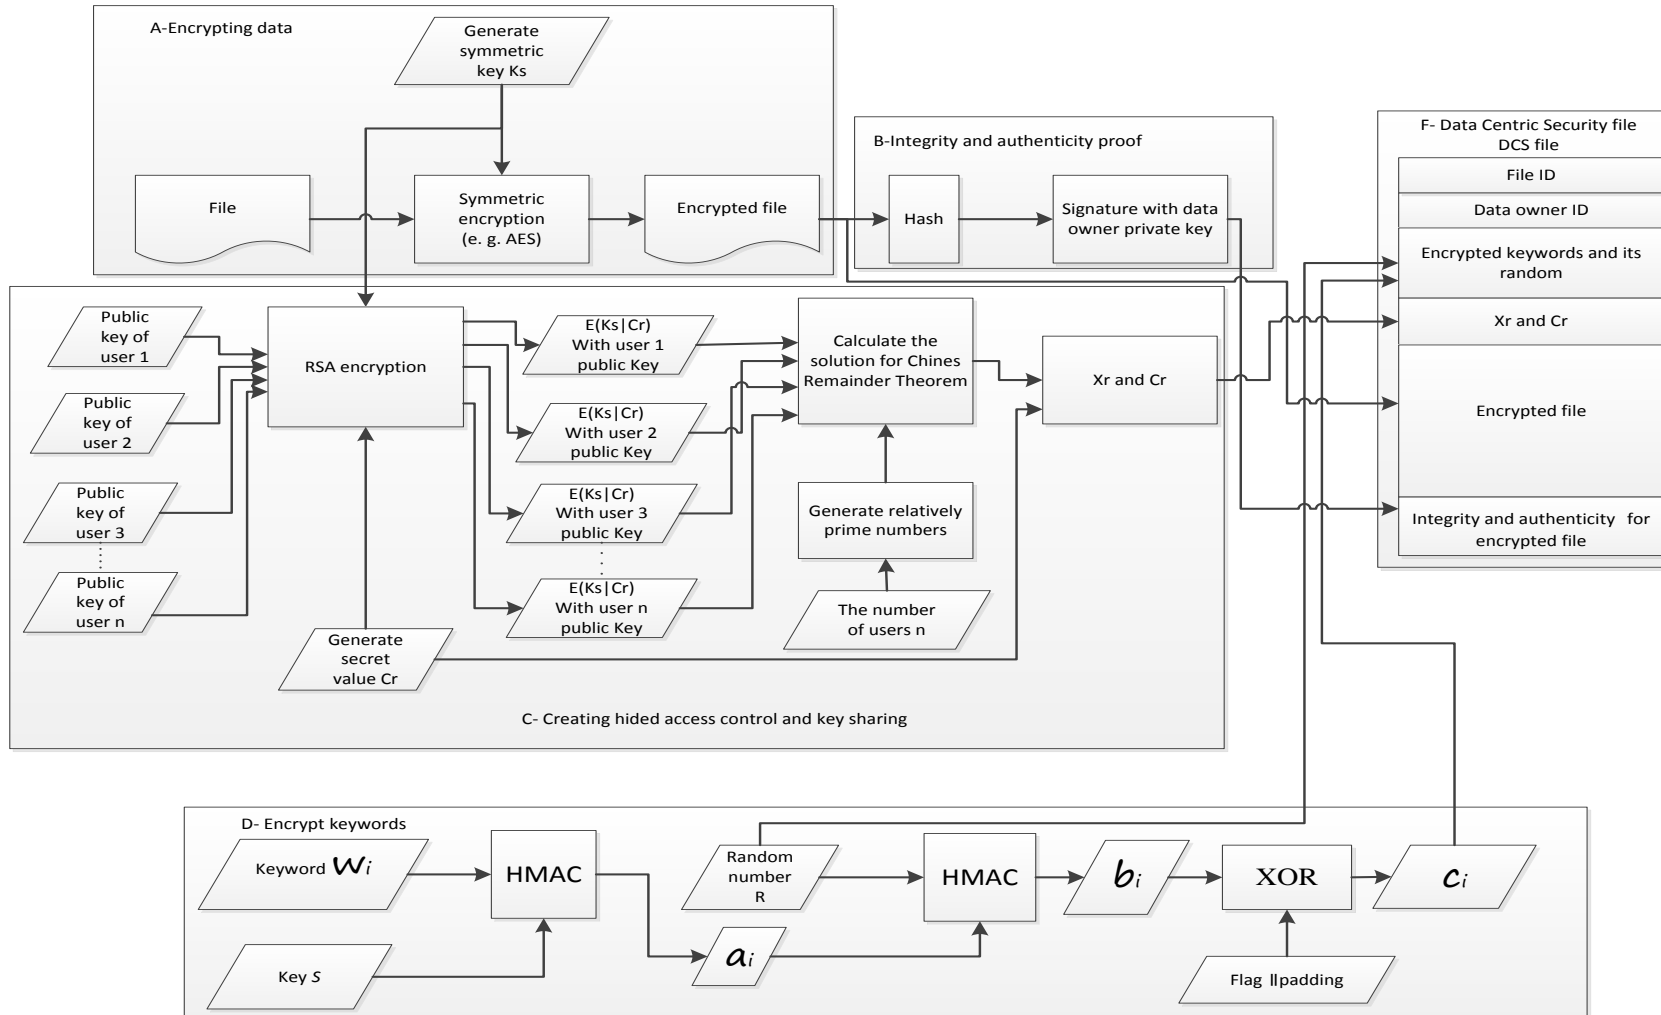 A-Encrypting data
Generate
symmetric
key Ks
File
Symmetric
encryption
(e. g. AES)
Encrypted file
B-Integrity and authenticity proof
Hash
Signature with data
owner private key
F- Data Centric Security file
DCS file
File ID
Data owner ID
Encrypted keywords and its
random
Xr and Cr
Encrypted file
Integrity and authenticity for
encrypted file
Public
key of
user 1
Public
key of
user 2
Public
key of
user 3
Public
key of
user n
RSA encryption
Generate
secret
value Cr
E(Ks|Cr)
With user 1
public Key
E(Ks|Cr)
With user 2
public Key
E(Ks|Cr)
With user 3
public Key
E(Ks|Cr)
With user n
public Key
Calculate the
solution for Chines
Remainder Theorem
Generate relatively
prime numbers
The number
of users n
Xr and Cr
C- Creating hided access control and key sharing
D- Encrypt keywords
Keyword Wi
Key S
HMAC
ai
Random
number
R
HMAC
bi
XOR
Flag ||padding
ci